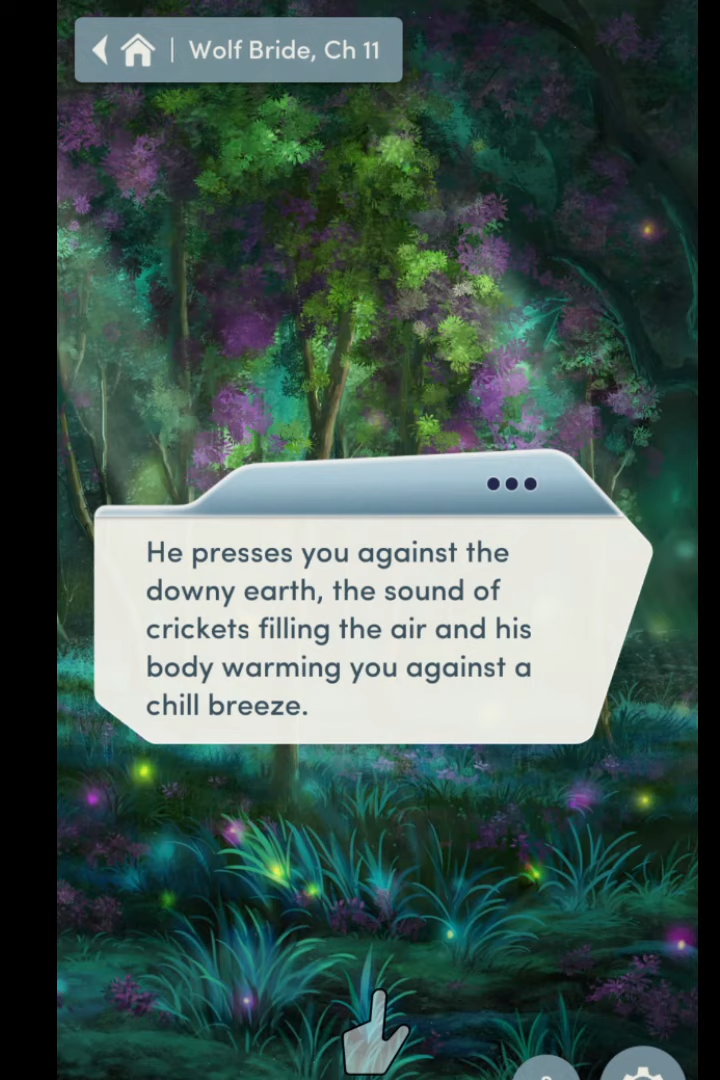 Wolf Bride, Ch 11
He presses you against the
downy earth, the sound of
crickets filling the air and his
body warming you against a
chill breeze.